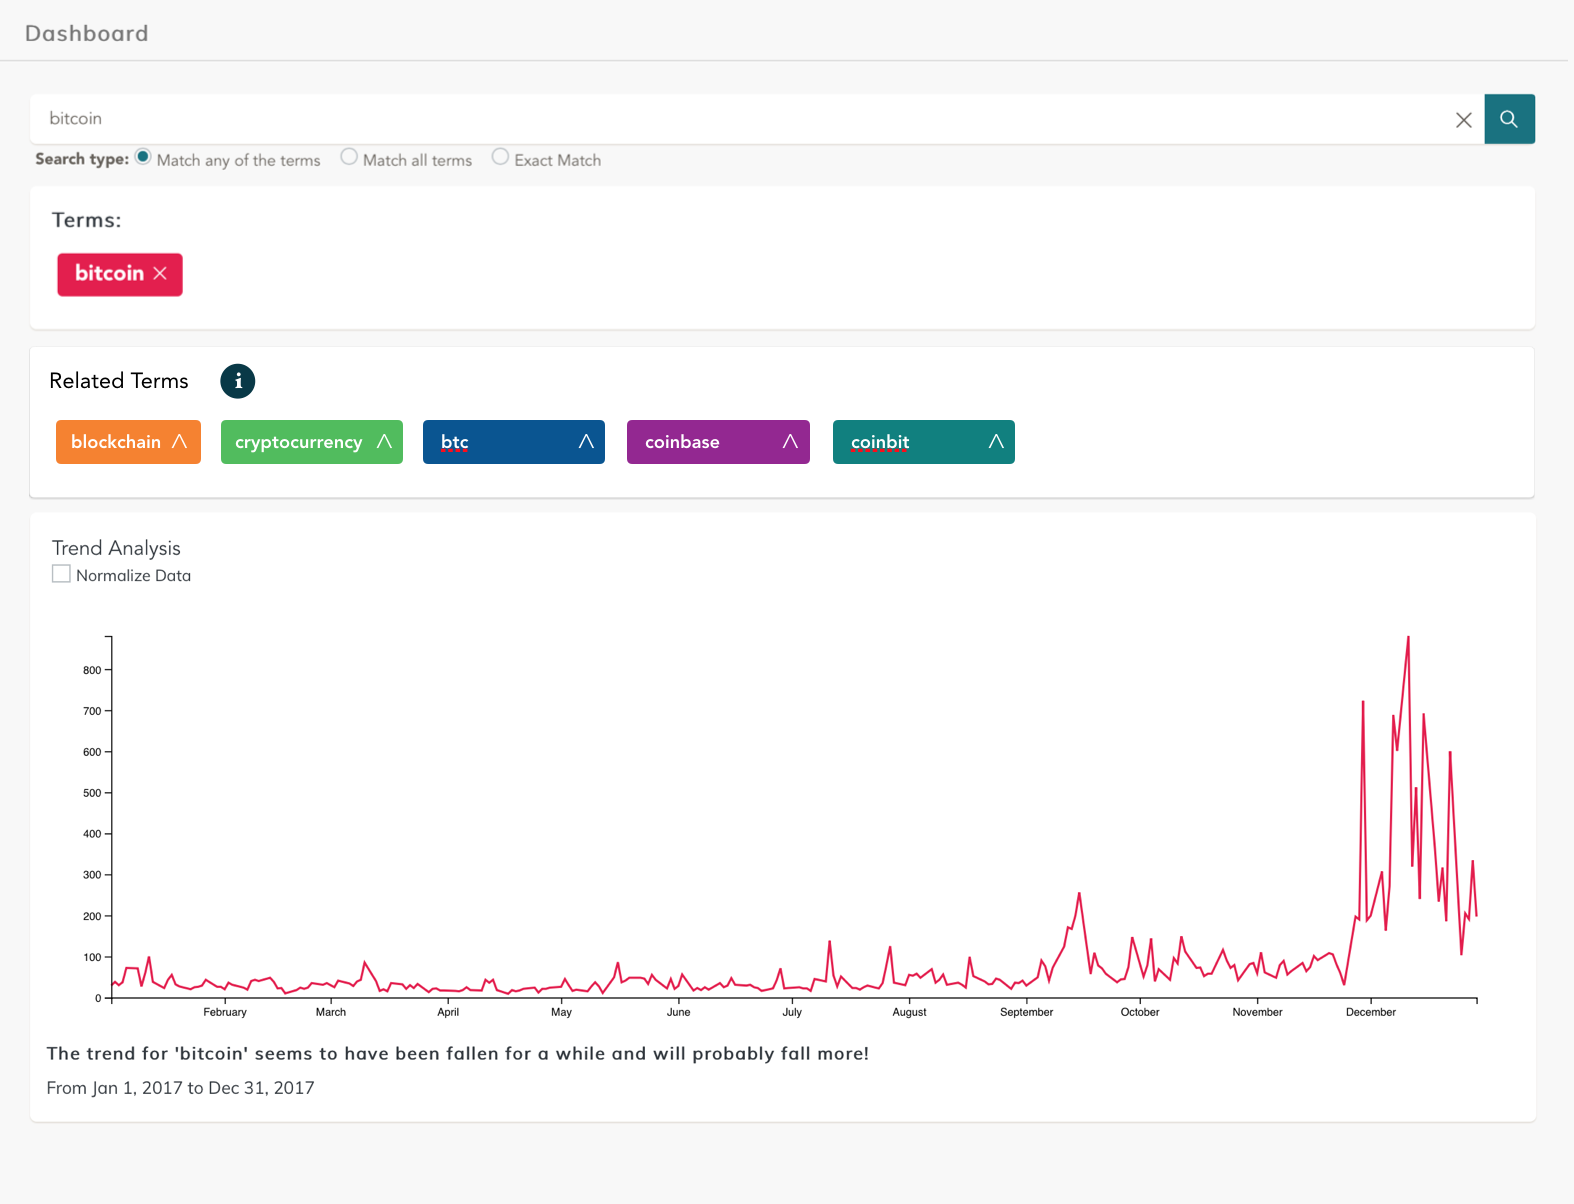 Dashboard
bitcoin
Search type: Match any of the terms Match all terms Exact Match
Terms:
bitcoin
Related Terms i
blockchain cryptocurrency btc coinbase coinbit
Trend Analysis
Normalize Data
800
700
600
500
400
300
200
100
0
February March April May June July August September October November December
The trend for 'bitcoin' seems to have been fallen for a while and will probably fall more!
From Jan 1, 2017 to Dec 31, 2017